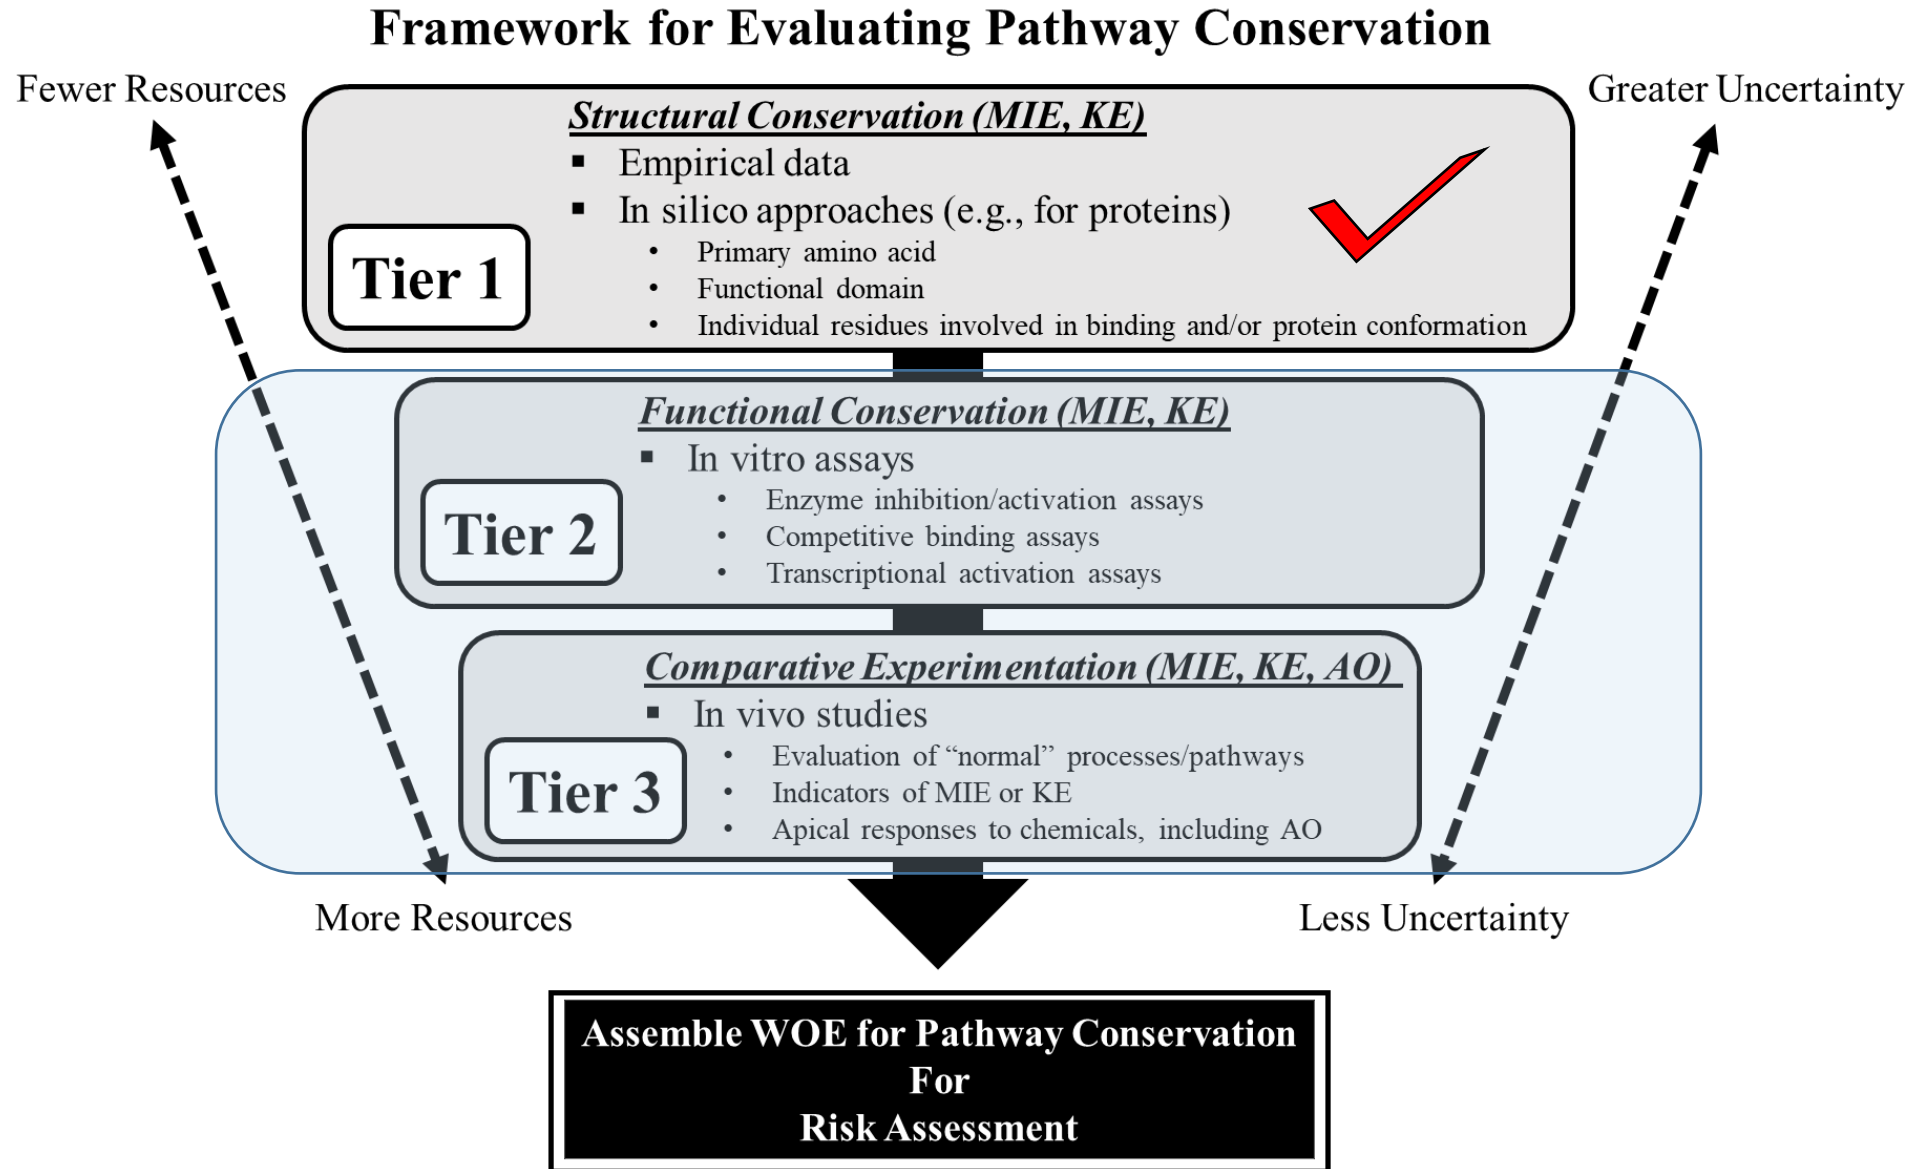 Framework for Evaluating Pathway Conservation
Fewer Resources
Greater Uncertainty
Structural Conservation (MIE, KE)
▪ Empirical data
▪ In silico approaches (e.g., for proteins)
• Primary amino acid
• Functional domain
• Individual residues involved in binding and/or protein conformation
Tier 1
Functional Conservation (MIE, KE)
▪ In vitro assays
• Enzyme inhibition/activation assays
• Competitive binding assays
• Transcriptional activation assays
Tier 2
Comparative Experimentation (MIE, KE, AO)
▪ In vivo studies
• Evaluation of “normal” processes/pathways
• Indicators of MIE or KE
• Apical responses to chemicals, including AO
Tier 3
More Resources
Less Uncertainty
Assemble WOE for Pathway Conservation
For
Risk Assessment